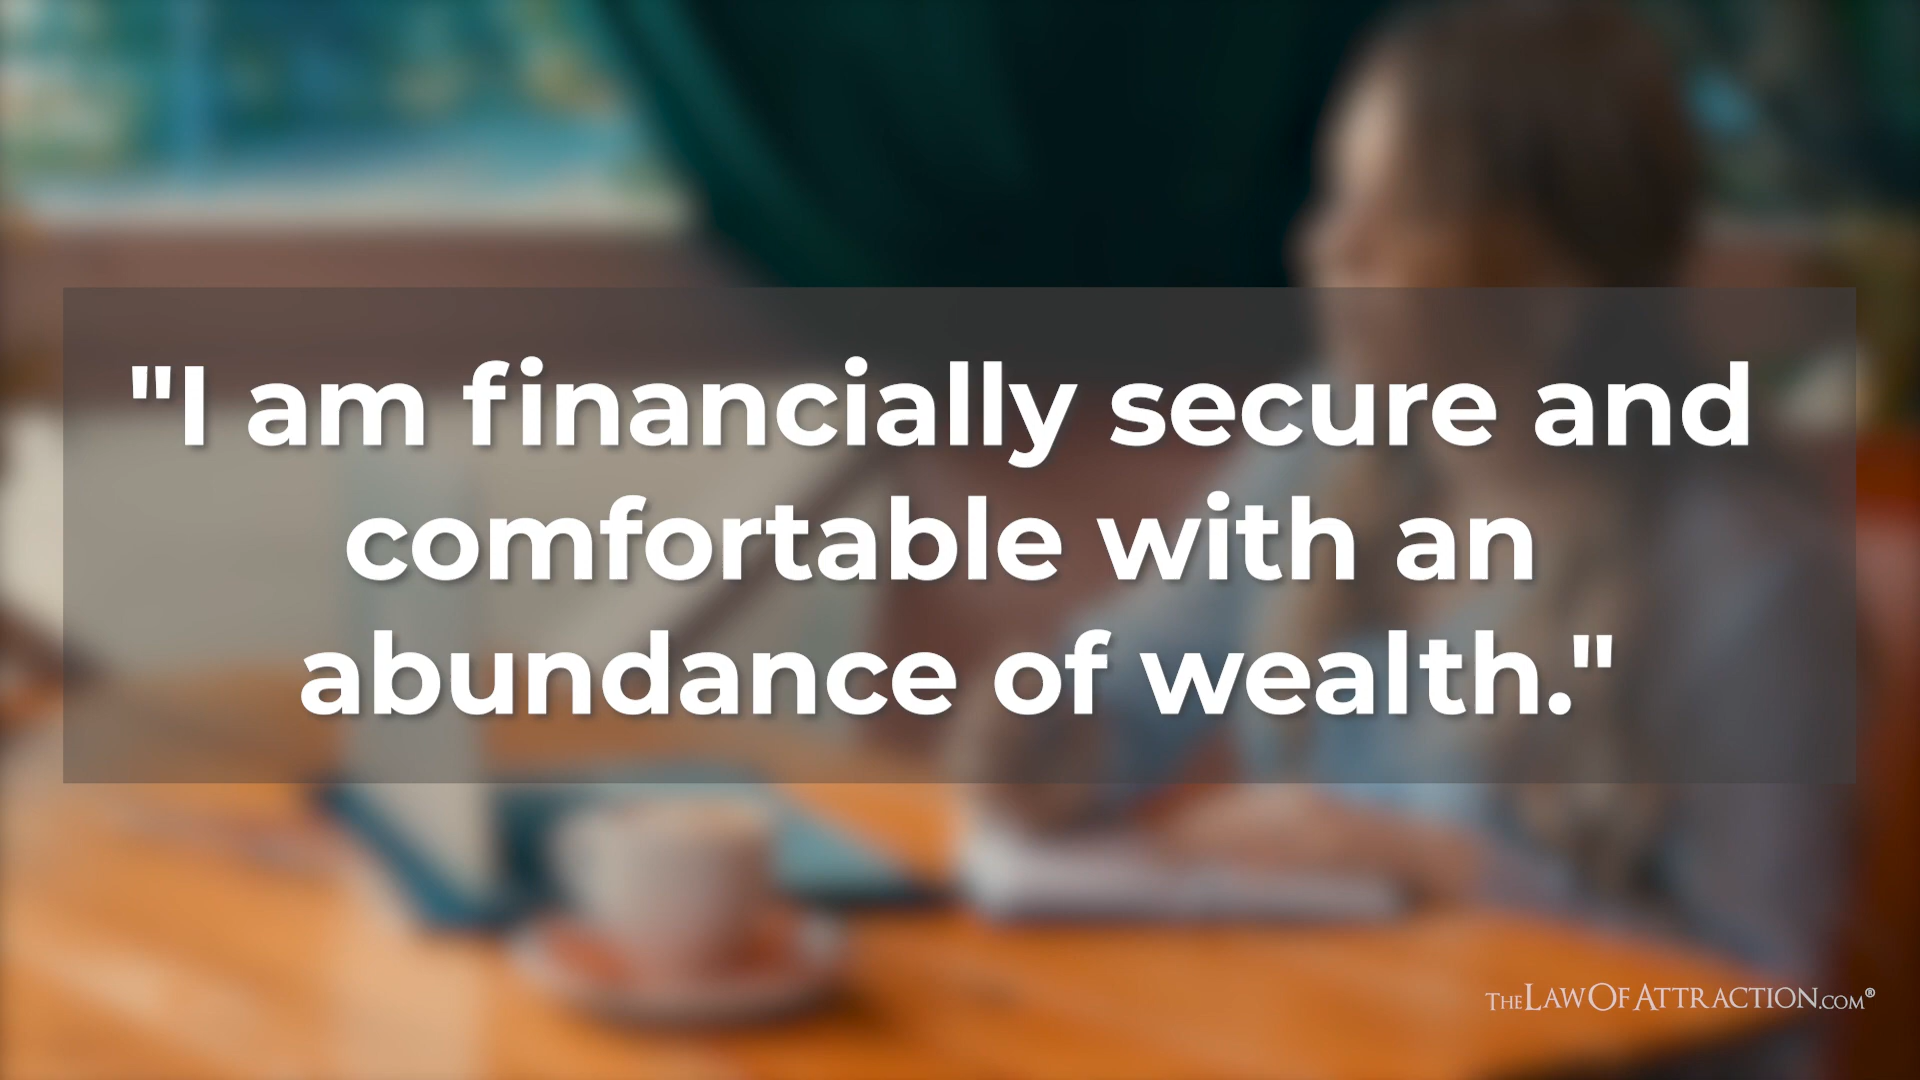 "I am financially secure and
comfortable with an
abundance of wealth."
THELAWOFATTRACTION.COM®